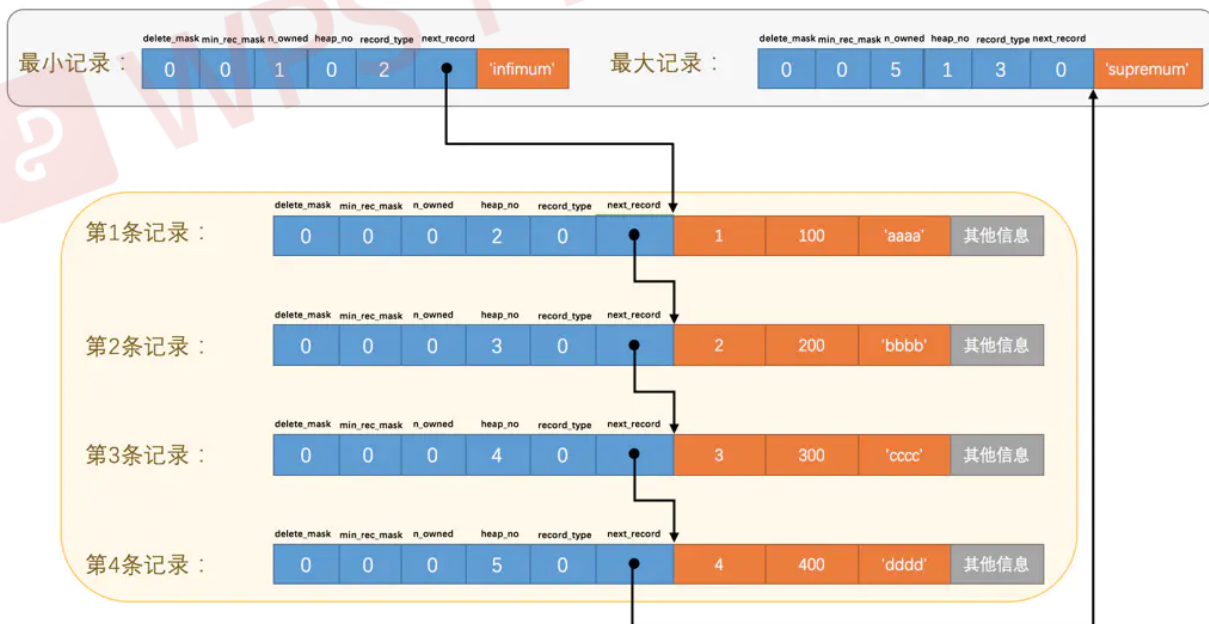 delete_mask min_rec_mask n_owned heap_no record_type next_record
最小记录： 0 0 1 0 2 'infimum'
delete_mask min_rec_mask n_owned heap_no record_type next_record
最大记录： 0 0 5 1 3 0 'supremum'
delete_mask min_rec_mask n_owned heap_no record_type next_record
第1条记录： 0 0 0 2 0 1 100 'aaaa' 其他信息
delete_mask min_rec_mask n_owned heap_no record_type next_record
第2条记录： 0 0 0 3 0 2 200 'bbbb' 其他信息
delete_mask min_rec_mask n_owned heap_no record_type next_record
第3条记录： 0 0 0 4 0 3 300 'cccc' 其他信息
delete_mask min_rec_mask n_owned heap_no record_type next_record
第4条记录： 0 0 0 5 0 4 400 'dddd' 其他信息
WPS